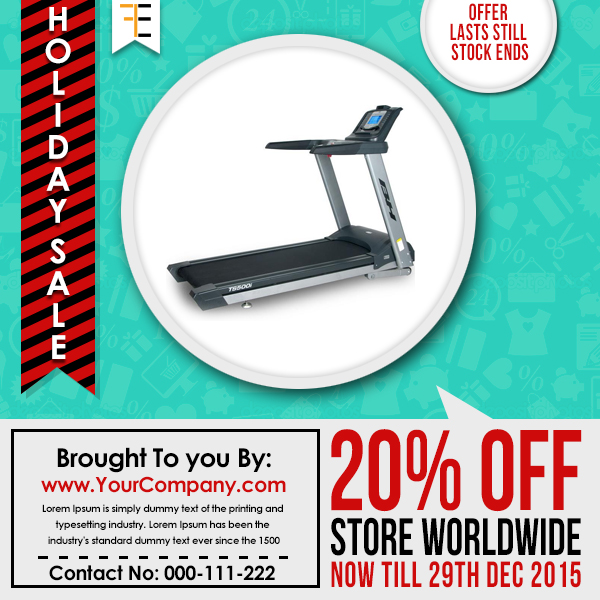 HOLIDAY SALE
FE
OFFER
LASTS STILL
STOCK ENDS
BH
TS500i
20% OFF
STORE WORLDWIDE
NOW TILL 29TH DEC 2015
Brought To you By:
www.YourCompany.com
Lorem Ipsum is simply dummy text of the printing and
typesetting industry. Lorem Ipsum has been the
industry's standard dummy text ever since the 1500
Contact No: 000-111-222